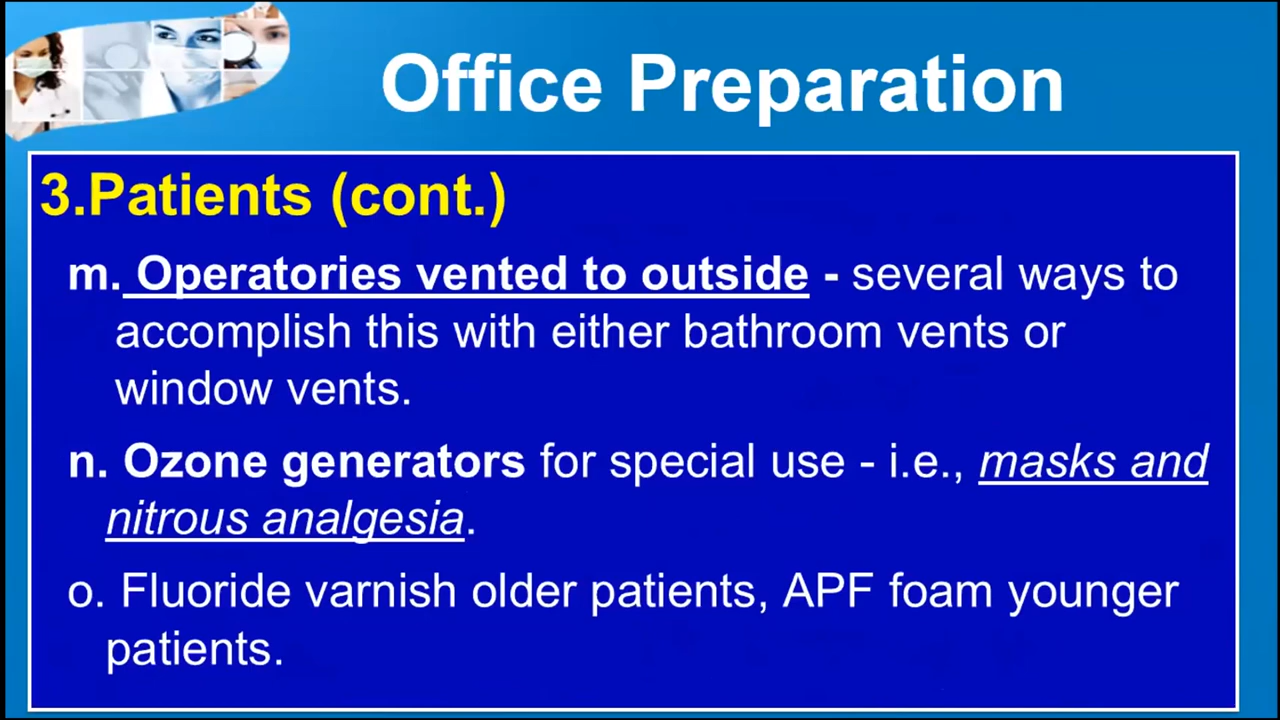 Office Preparation
3.Patients (cont.)
m. Operatories vented to outside - several ways to
accomplish this with either bathroom vents or
window vents.
n. Ozone generators for special use - i.e., masks and
nitrous analgesia.
o. Fluoride varnish older patients, APF foam younger
patients.